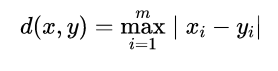 d(x, y) = \max_{i=1}^{m} | x_i − y_i|